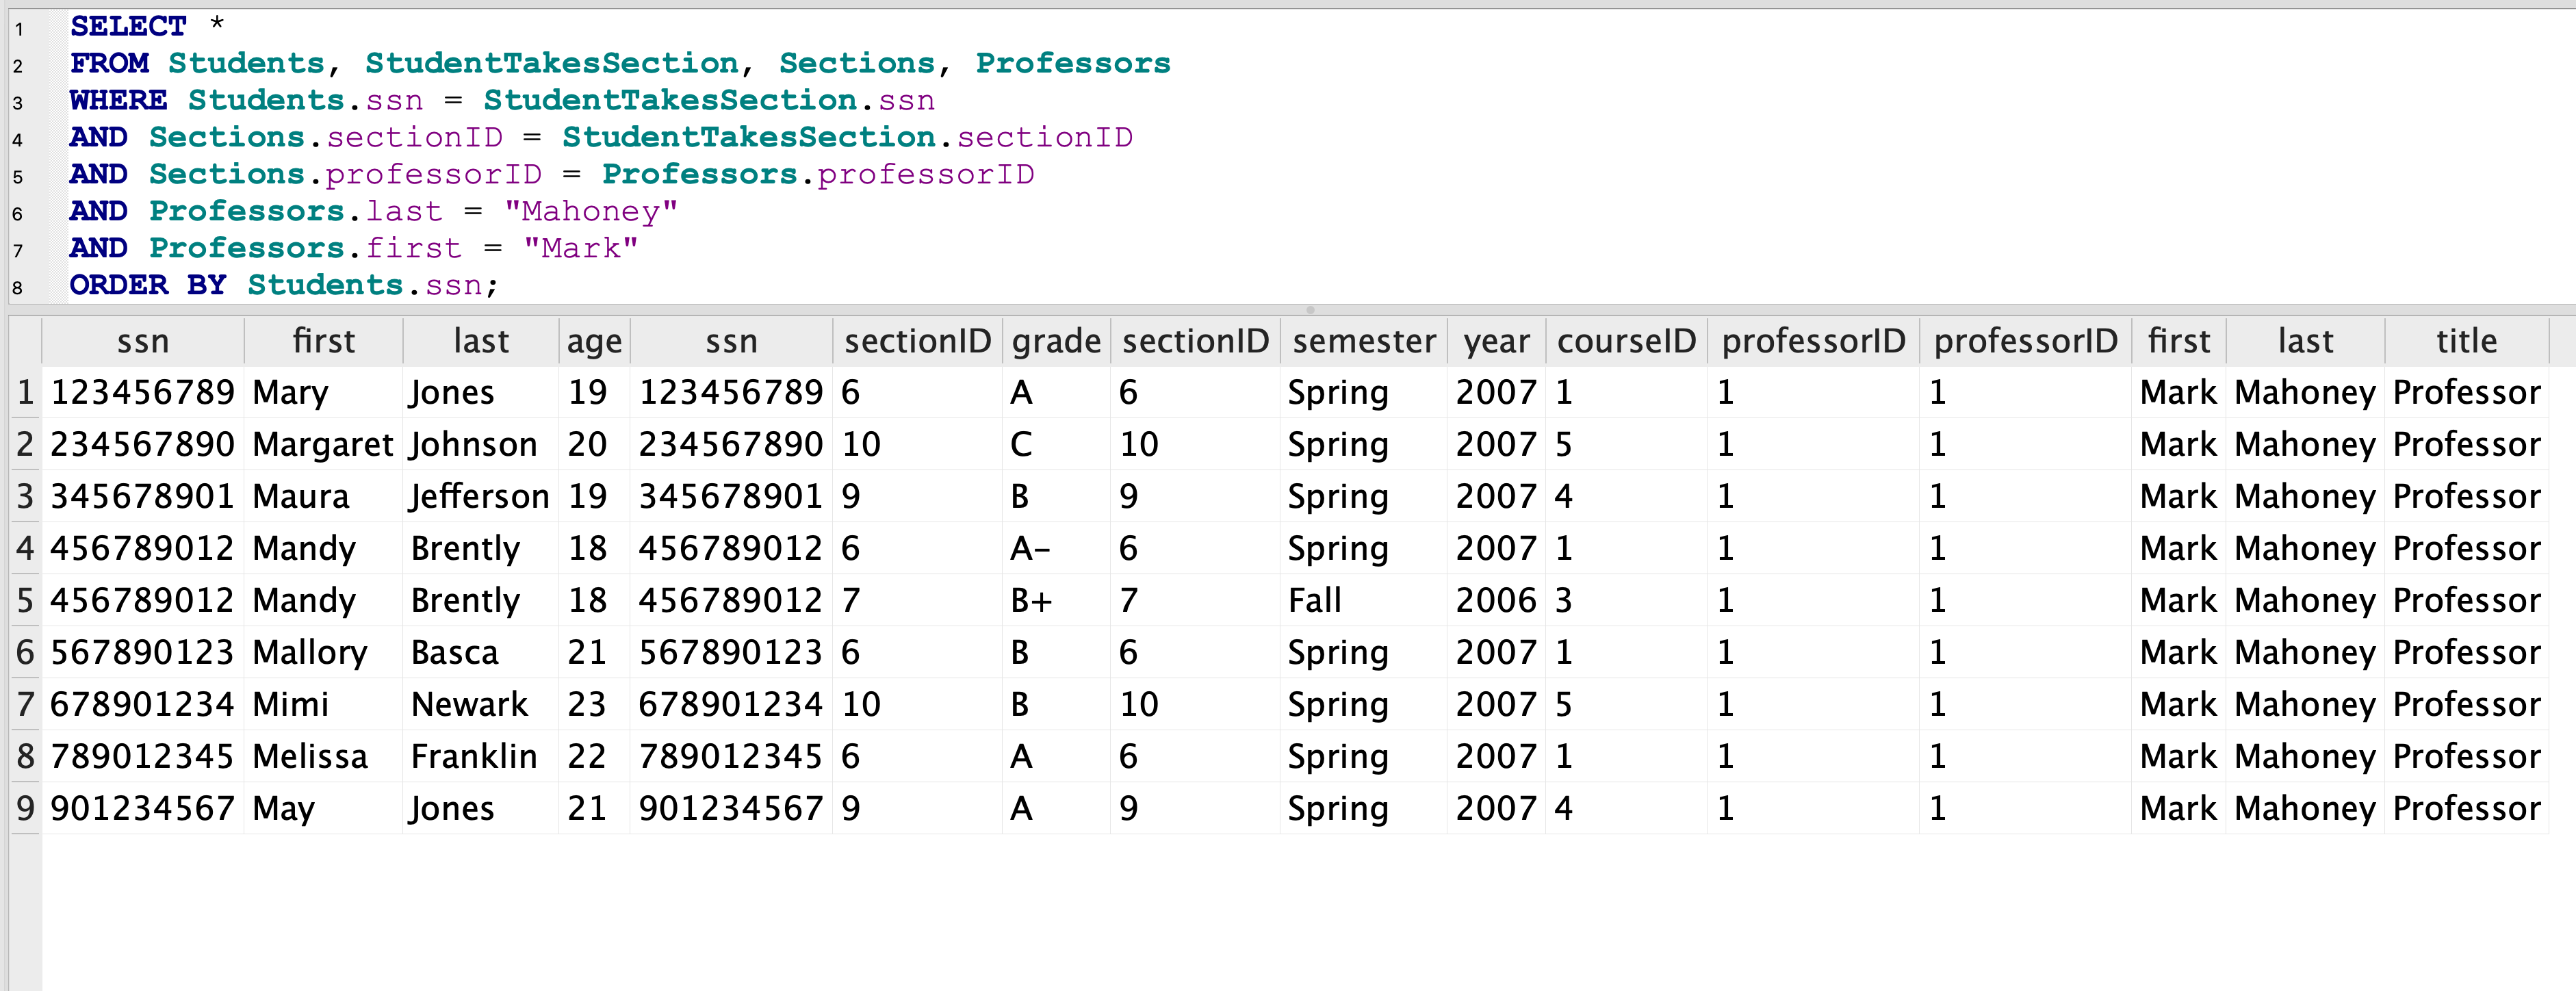 1 SELECT *
2 FROM Students, StudentTakesSection, Sections, Professors
3 WHERE Students.ssn = StudentTakesSection.ssn
4 AND Sections.sectionID = StudentTakesSection.sectionID
5 AND Sections.professorID = Professors.professorID
6 AND Professors.last = "Mahoney"
7 AND Professors.first = "Mark"
8 ORDER BY Students.ssn;
ssn first last age ssn sectionID grade sectionID semester year courseID professorID professorID first last title
1 123456789 Mary Jones 19 123456789 6 A 6 Spring 2007 1 1 1 Mark Mahoney Professor
2 234567890 Margaret Johnson 20 234567890 10 C 10 Spring 2007 5 1 1 Mark Mahoney Professor
3 345678901 Maura Jefferson 19 345678901 9 B 9 Spring 2007 4 1 1 Mark Mahoney Professor
4 456789012 Mandy Brently 18 456789012 6 A- 6 Spring 2007 1 1 1 Mark Mahoney Professor
5 456789012 Mandy Brently 18 456789012 7 B+ 7 Fall 2006 3 1 1 Mark Mahoney Professor
6 567890123 Mallory Basca 21 567890123 6 B 6 Spring 2007 1 1 1 Mark Mahoney Professor
7 678901234 Mimi Newark 23 678901234 10 B 10 Spring 2007 5 1 1 Mark Mahoney Professor
8 789012345 Melissa Franklin 22 789012345 6 A 6 Spring 2007 1 1 1 Mark Mahoney Professor
9 901234567 May Jones 21 901234567 9 A 9 Spring 2007 4 1 1 Mark Mahoney Professor